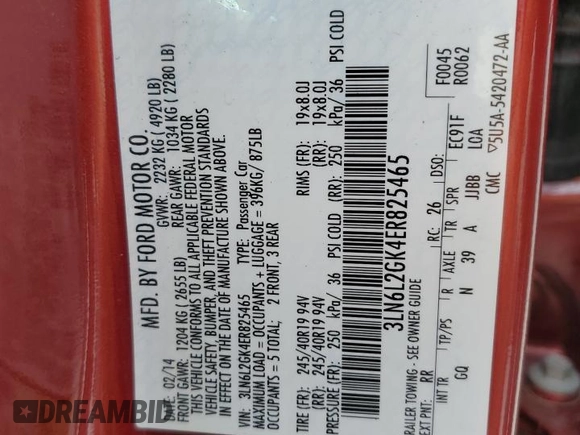 MFD. BY FORD MOTOR CO.
DATE: 02/14 GVWR: 2232 KG ( 4920 LB)
FRONT GAWR: 1204 KG ( 2655 LB) REAR GAWR: 1034 KG ( 2280 LB)
THIS VEHICLE CONFORMS TO ALL APPLICABLE FEDERAL MOTOR
VEHICLE SAFETY, BUMPER, AND THEFT PREVENTION STANDARDS
IN EFFECT ON THE DATE OF MANUFACTURE SHOWN ABOVE.
VIN: 3LN6L2GK4ER825465 TYPE: Passenger Car
MAXIMUM LOAD = OCCUPANTS + LUGGAGE = 396KG/ 875LB
OCCUPANTS = 5 TOTAL: 2 FRONT, 3 REAR
TIRE (FR): 245/40R19 94V RIMS (FR): 19x8.0J
(RR): 245/40R19 94V (RR): 19x8.0J
PRESSURE (FR): 250 kPa/ 36 PSI COLD (RR): 250 kPa/ 36 PSI COLD
3LN6L2GK4ER825465
TRAILER TOWING - SEE OWNER GUIDE
EXT PNT: RR RC: 26 DSO: F0045
R0062
INT TR TP/PS R AXLE TR SPR EC91F
GQ N 39 A JJBB LOA
CMC ▽5U5A-5420472-AA
DREAMBID